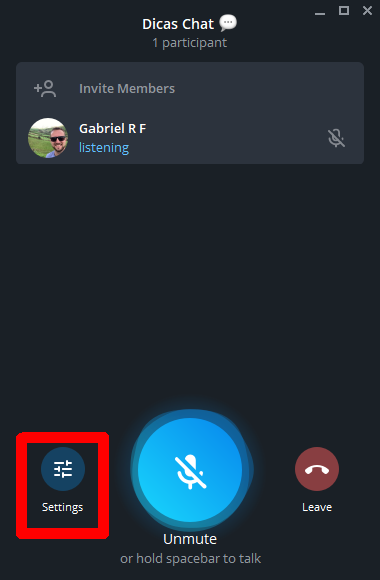 Dicas Chat 💬
1 participant
Invite Members
Gabriel R F
listening
Settings
Leave
Unmute
or hold spacebar to talk